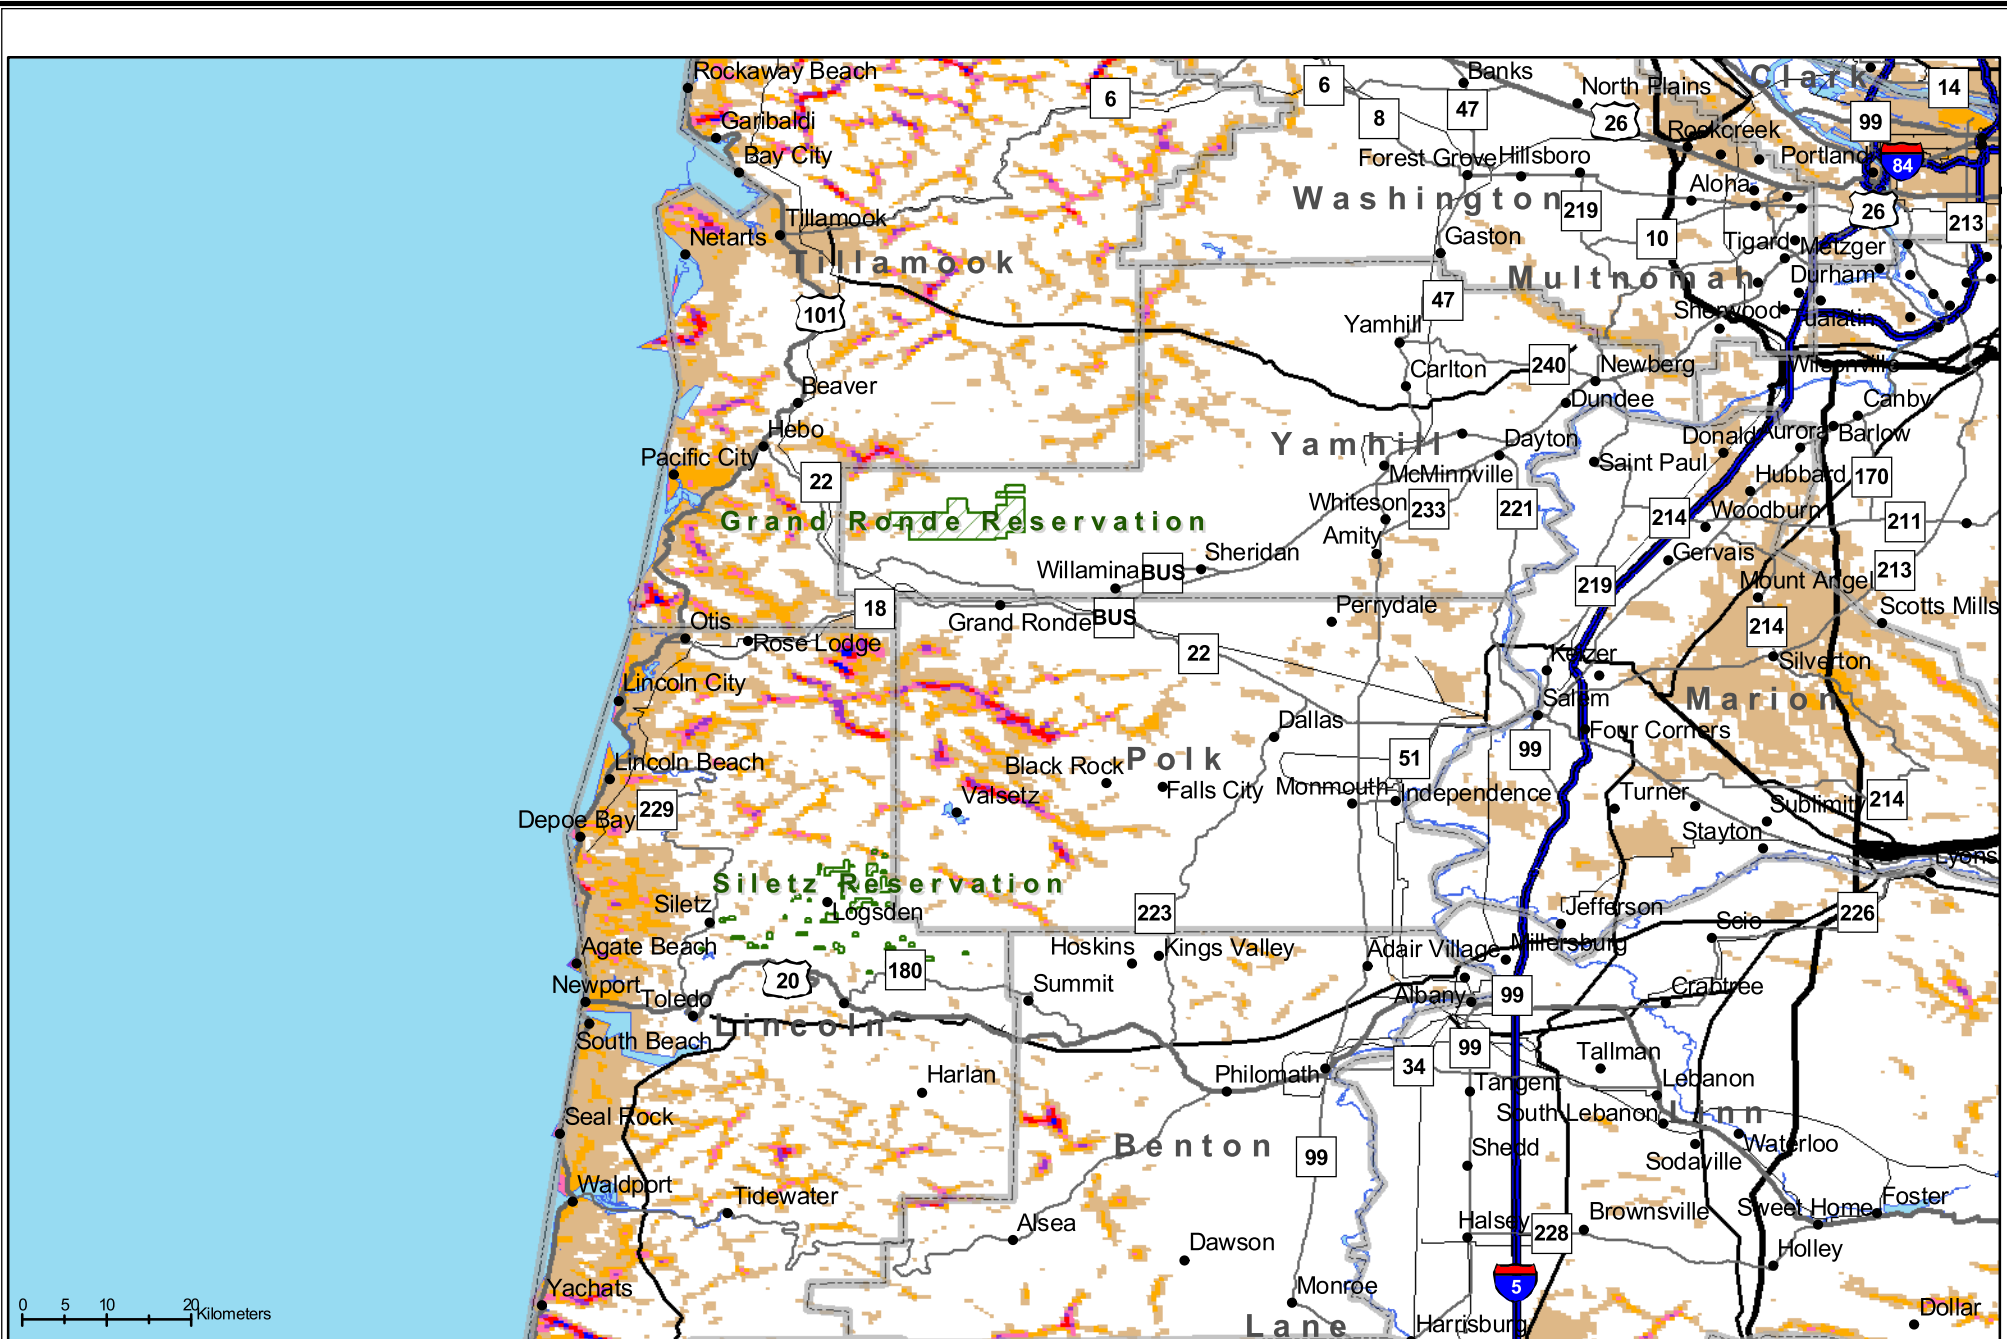 Rockaway Beach
Banks
Clark
14
6
6
North Plains
47
8
26
99
Garibaldi
Rockcreek
Bay City
Forest Grove
Hillsboro
Portland
84
Aloha
Washington
219
26
Tillamook
213
Netarts
Gaston
10
Tigard
Metzger
Tillamook
Multnomah
Durham
47
101
Sherwood
Tualatin
Yamhill
240
Newberg
Wilsonville
Carlton
Beaver
Dundee
Canby
Hebo
Yamhill
Dayton
Donald
Aurora
Barlow
Pacific City
Saint Paul
McMinnville
Hubbard
170
22
Whiteson
233
221
214
Woodburn
211
Grand Ronde Reservation
Amity
Sheridan
Gervais
Willamina
BUS
219
Mount Angel
213
18
Perrydale
Scotts Mills
Otis
Grand Ronde
BUS
214
Rose Lodge
22
Keizer
Silverton
Lincoln City
Salem
Marion
Dallas
Four Corners
99
Lincoln Beach
Black Rock
Polk
51
229
Valsetz
Falls City
Monmouth
Independence
Turner
Sublimity
214
Depoe Bay
Stayton
Lyons
Siletz Reservation
Siletz
Logsden
223
Jefferson
Scio
226
Agate Beach
Hoskins
Kings Valley
Adair Village
Millersburg
180
20
Newport
Toledo
Summit
Albany
99
Crabtree
Lincoln
South Beach
99
Tallman
Harlan
Philomath
34
Tangent
Lebanon
Seal Rock
South Lebanon
Linn
Benton
99
Shedd
Waterloo
Sodaville
Waldport
Tidewater
Alsea
Halsey
228
Brownsville
Sweet Home
Foster
Dawson
Holley
Yachats
Monroe
5
0 5 10 20 Kilometers
Lane
Harrisburg
Dollar